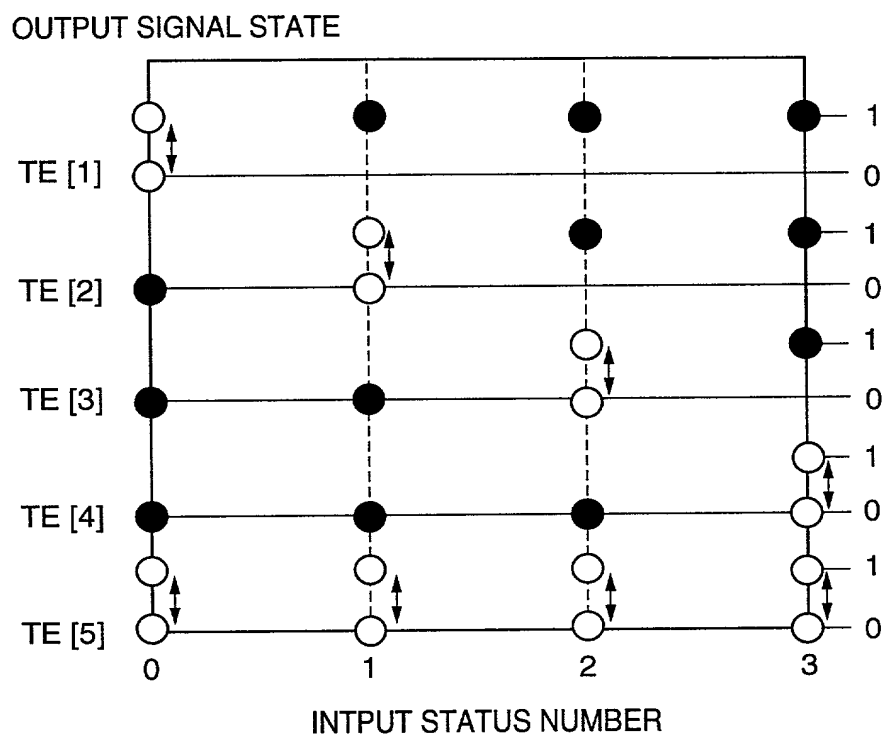 OUTPUT SIGNAL STATE
1
TE [1] 0
1
TE [2] 0
1
TE [3] 0
1
TE [4] 0
1
TE [5] 0
0 1 2 3
INTPUT STATUS NUMBER